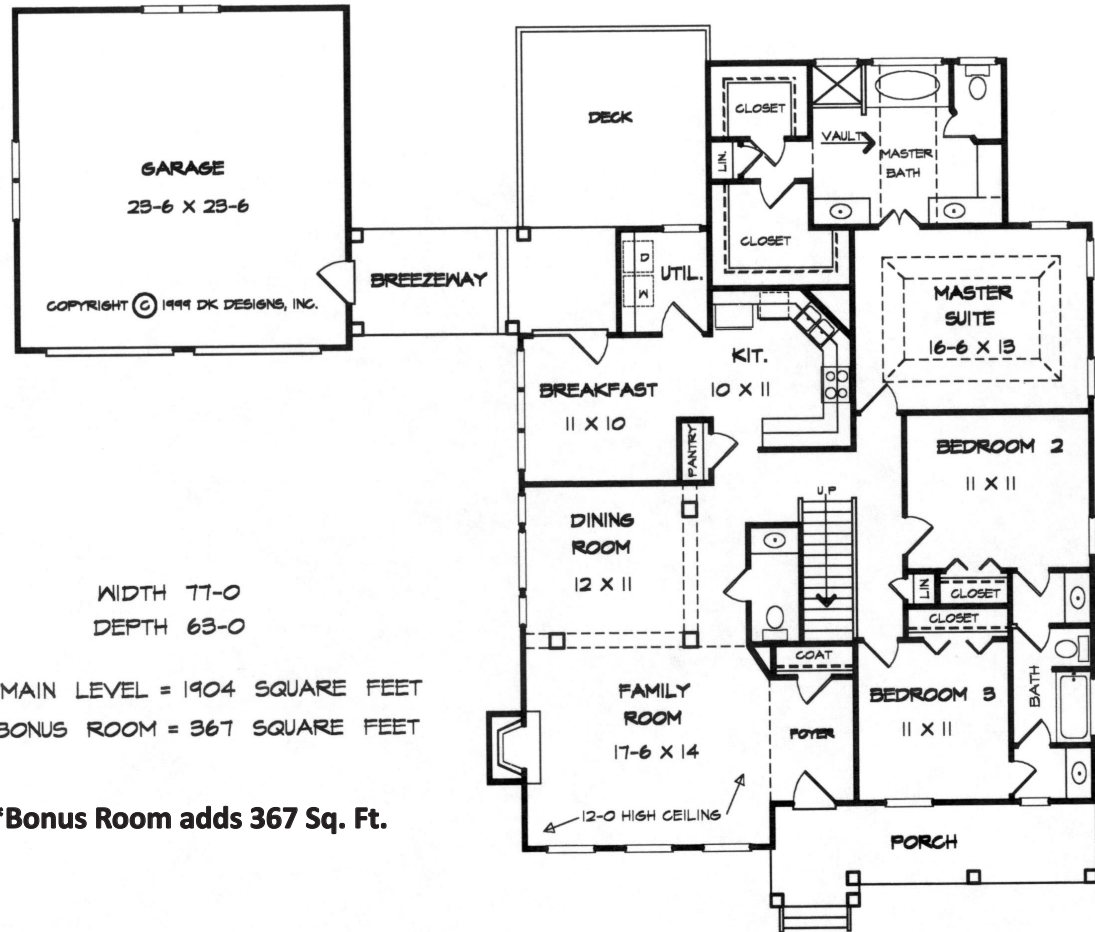 GARAGE
23-6 X 23-6
COPYRIGHT © 1999 DK DESIGNS, INC.
BREEZEWAY
DECK
CLOSET
LIN.
VAULT
MASTER
BATH
CLOSET
D
W
UTIL.
MASTER
SUITE
16-6 X 13
KIT.
10 X 11
BREAKFAST
11 X 10
PANTRY
BEDROOM 2
11 X 11
UP
DINING
ROOM
12 X 11
LIN
CLOSET
CLOSET
COAT
FAMILY
ROOM
17-6 X 14
FOYER
BEDROOM 3
11 X 11
BATH
12-0 HIGH CEILING
PORCH
WIDTH 77-0
DEPTH 63-0
MAIN LEVEL = 1904 SQUARE FEET
BONUS ROOM = 367 SQUARE FEET
*Bonus Room adds 367 Sq. Ft.